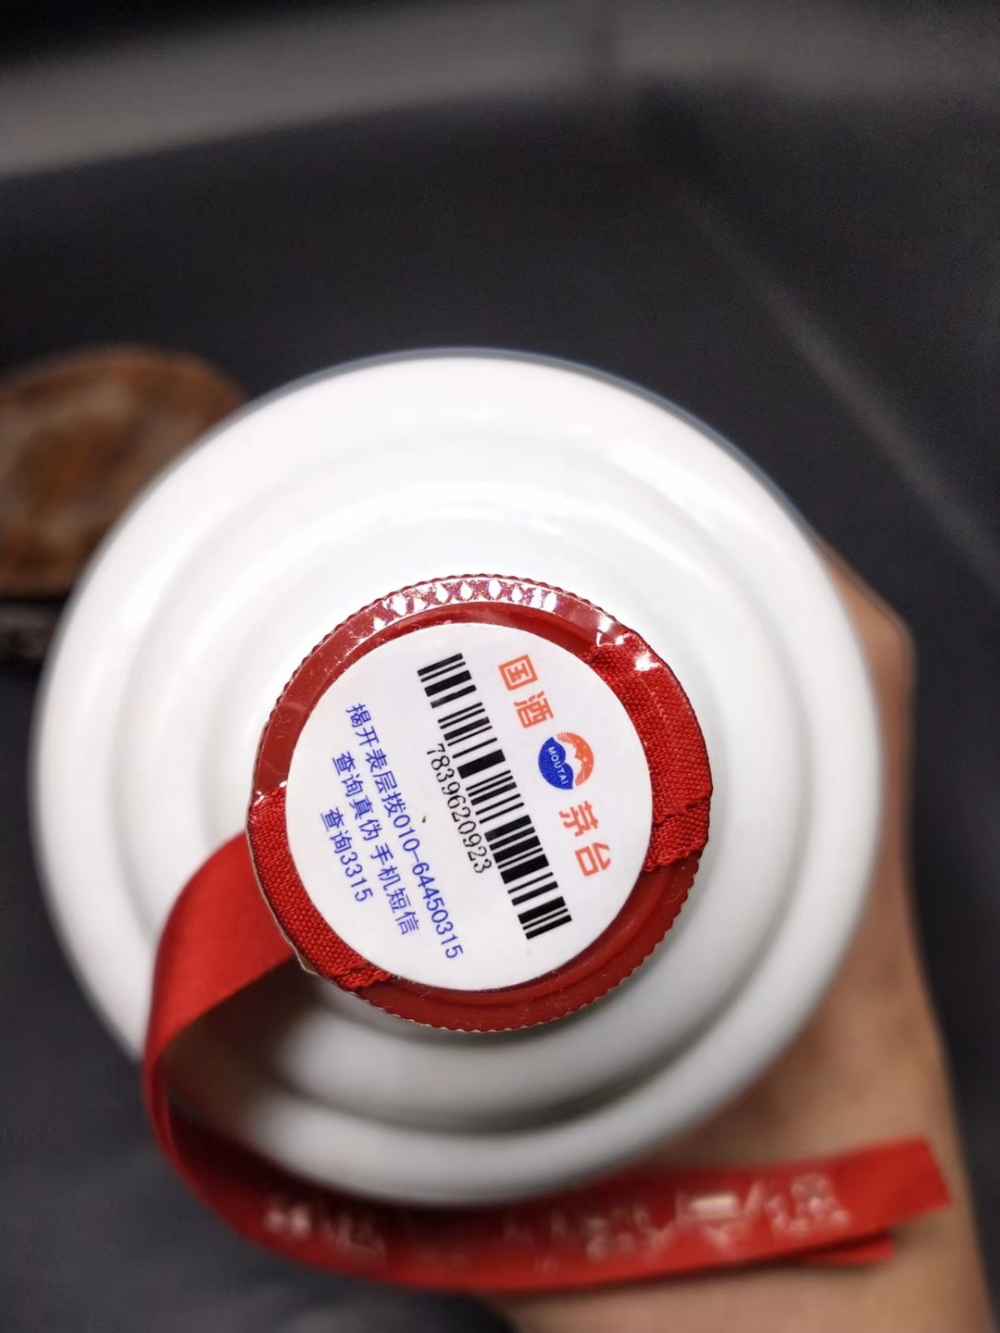 国酒 MOUTAI 茅台
7839620923
揭开表层拨010-64450315
查询真伪 手机短信
查询3315